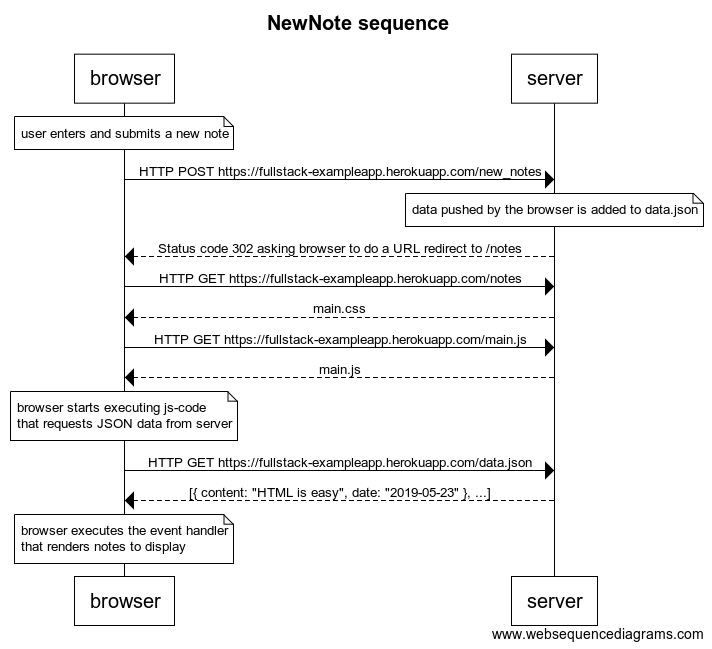 NewNote sequence
browser
server
user enters and submits a new note
HTTP POST https://fullstack-exampleapp.herokuapp.com/new_notes
data pushed by the browser is added to data.json
Status code 302 asking browser to do a URL redirect to /notes
HTTP GET https://fullstack-exampleapp.herokuapp.com/notes
main.css
HTTP GET https://fullstack-exampleapp.herokuapp.com/main.js
main.js
browser starts executing js-code
that requests JSON data from server
HTTP GET https://fullstack-exampleapp.herokuapp.com/data.json
[{ content: "HTML is easy", date: "2019-05-23" }, ...]
browser executes the event handler
that renders notes to display
browser
server
www.websequencediagrams.com